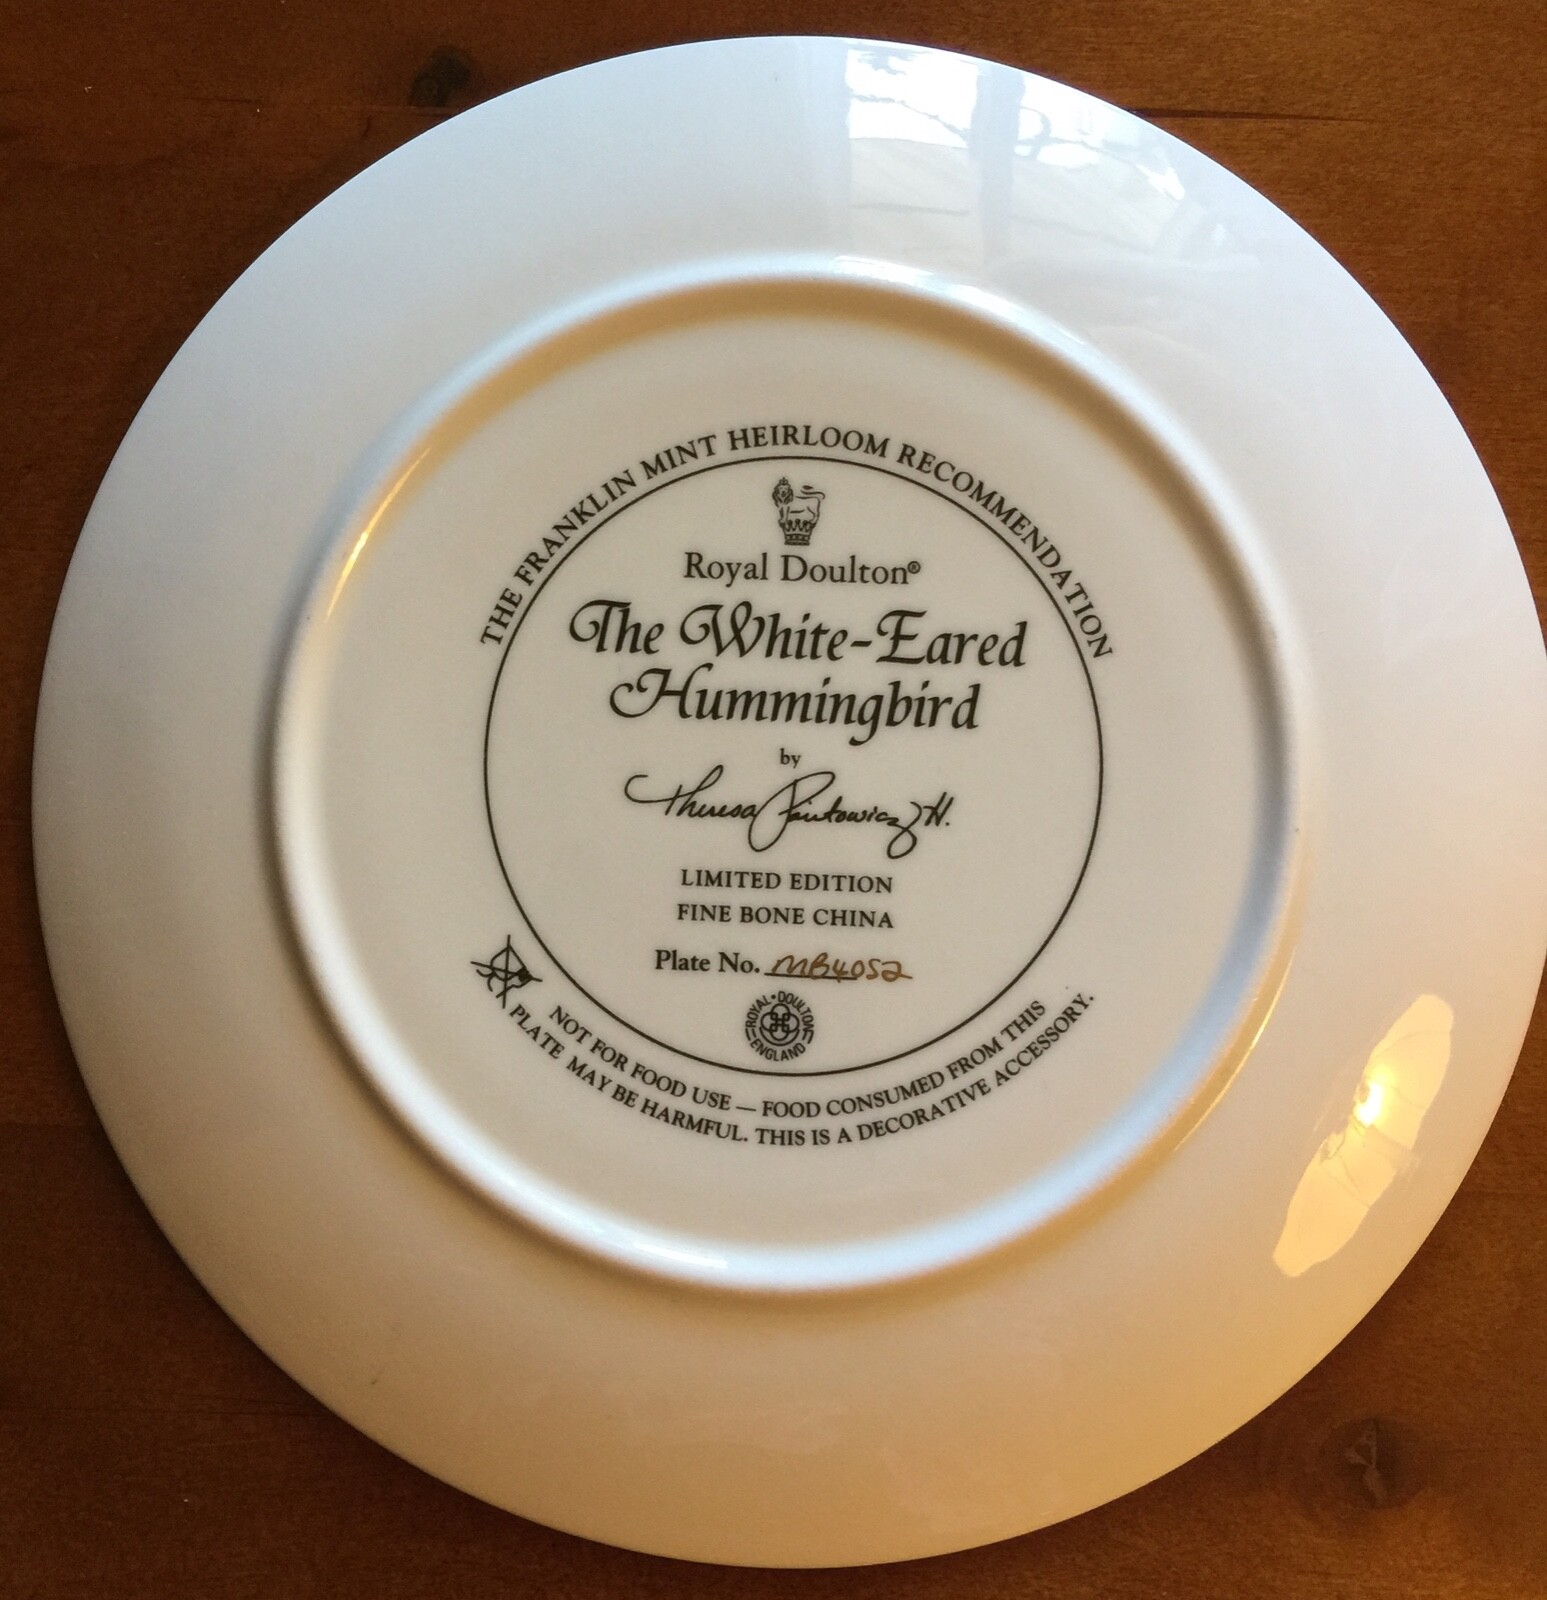 THE FRANKLIN MINT HEIRLOOM RECOMMENDATION
Royal Doulton®
The White-Eared
Hummingbird
by
Theresa H.
LIMITED EDITION
FINE BONE CHINA
Plate No. MB4052
ROYAL • DOULTON
ENGLAND
NOT FOR FOOD USE — FOOD CONSUMED FROM THIS
PLATE MAY BE HARMFUL. THIS IS A DECORATIVE ACCESSORY.